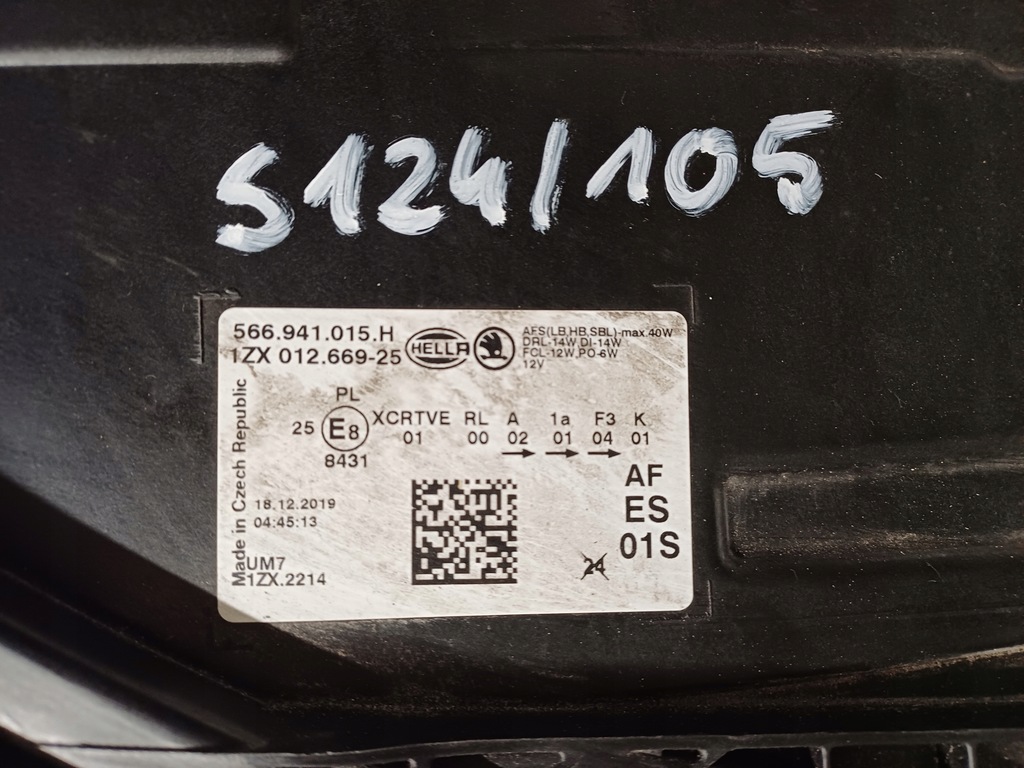 S124/105
566.941.015.H
1ZX 012.669-25
HELLA
AFS(LB,HB,SBL)-max.40W
DRL-14W,DI-14W
FCL-12W,PO-6W
12V
Made in Czech Republic
PL
25 E8 XCRTVE RL A 1a F3 K
01 00 02 01 04 01
8431
→ → →
AF
ES
01S
18.12.2019
04:45:13
UM7
1ZX.2214
24